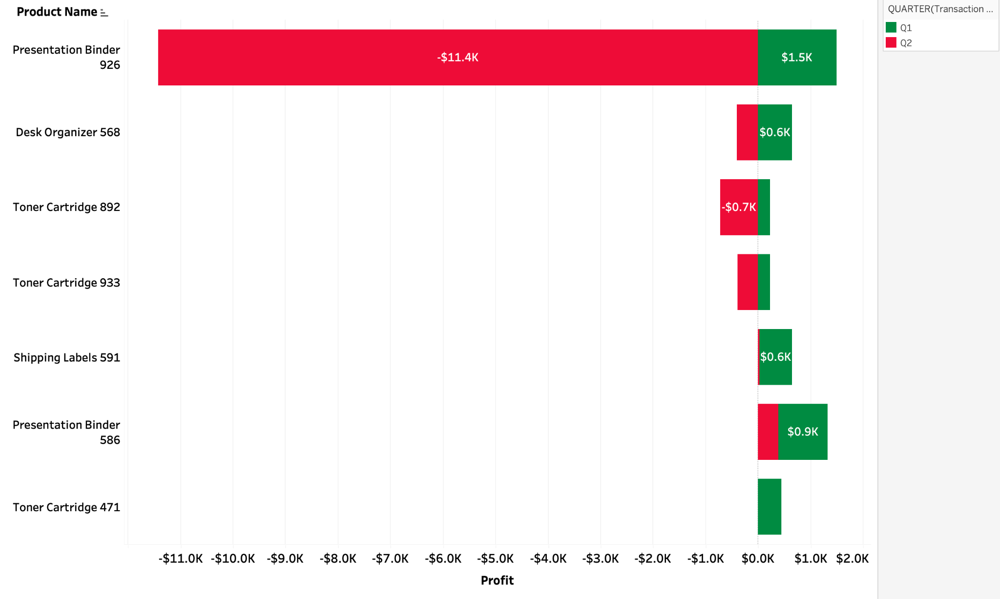 Product Name
QUARTER(Transaction ...
Q1
Q2
Presentation Binder
926
-$11.4K
$1.5K
Desk Organizer 568
$0.6K
Toner Cartridge 892
-$0.7K
Toner Cartridge 933
Shipping Labels 591
$0.6K
Presentation Binder
586
$0.9K
Toner Cartridge 471
-$11.0K -$10.0K -$9.0K -$8.0K -$7.0K -$6.0K -$5.0K -$4.0K -$3.0K -$2.0K -$1.0K $0.0K $1.0K $2.0K
Profit